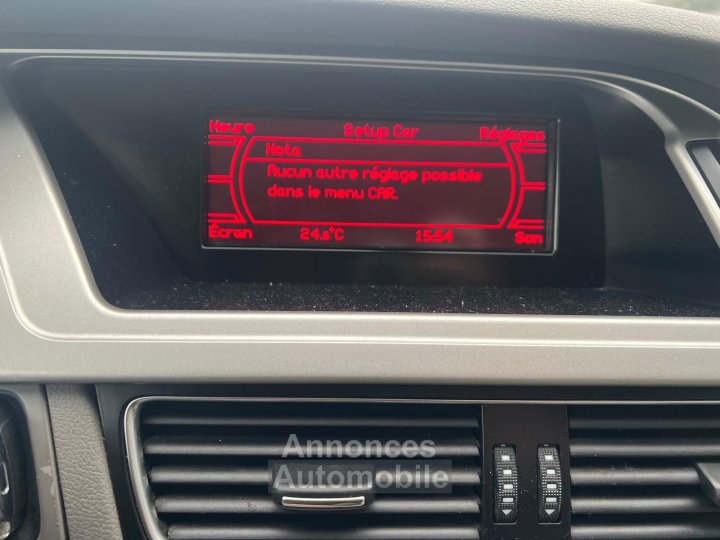 Heure Setup Car Réglages
Nota
Aucun autre réglage possible
dans le menu CAR.
Écran 24.5°C 15:54 Son
Annonces
Automobile